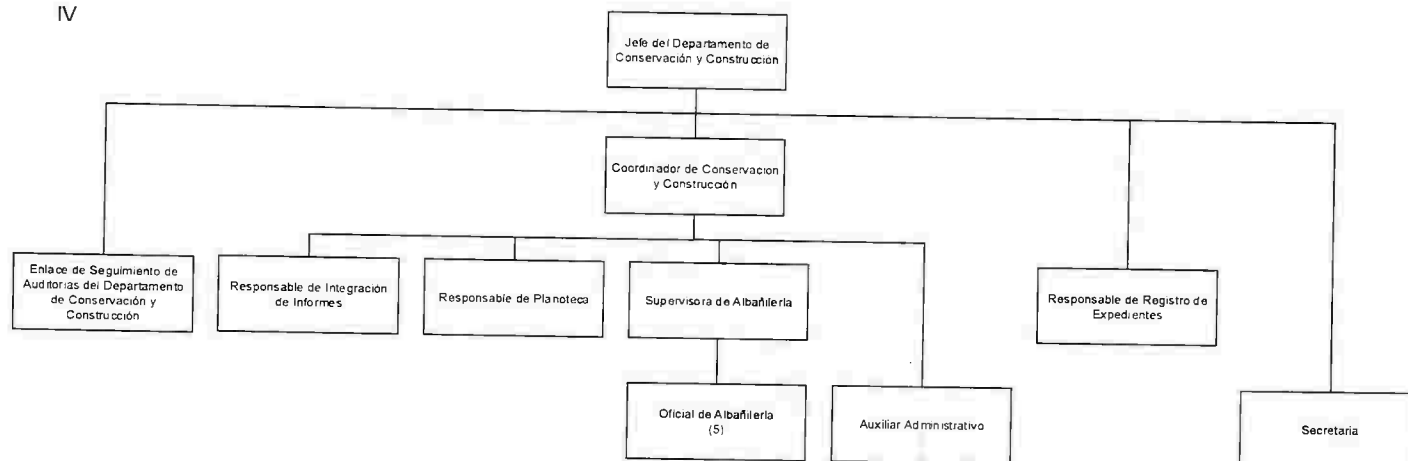 IV
Jefe del Departamento de
Conservación y Construcción
Coordinador de Conservacion
y Construcción
Enlace de Seguimiento de
Auditorias del Departamento
de Conservación y
Construcción
Responsable de Integración
de Informes
Responsable de Planoteca
Supervisora de Albañilería
Responsable de Registro de
Expedientes
Oficial de Albañilería
(5)
Auxiliar Administrativo
Secretaria